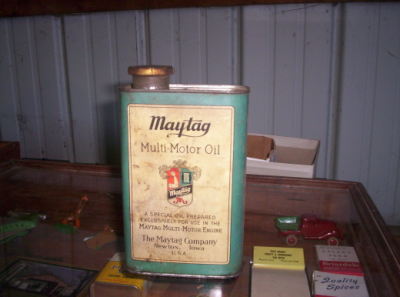 Maytag
Multi-Motor Oil
Maytag
A SPECIAL OIL PREPARED
EXCLUSIVELY FOR USE IN THE
MAYTAG MULTI-MOTOR ENGINE
The Maytag Company
Newton, Iowa
U.S.A.
Quality
Spices